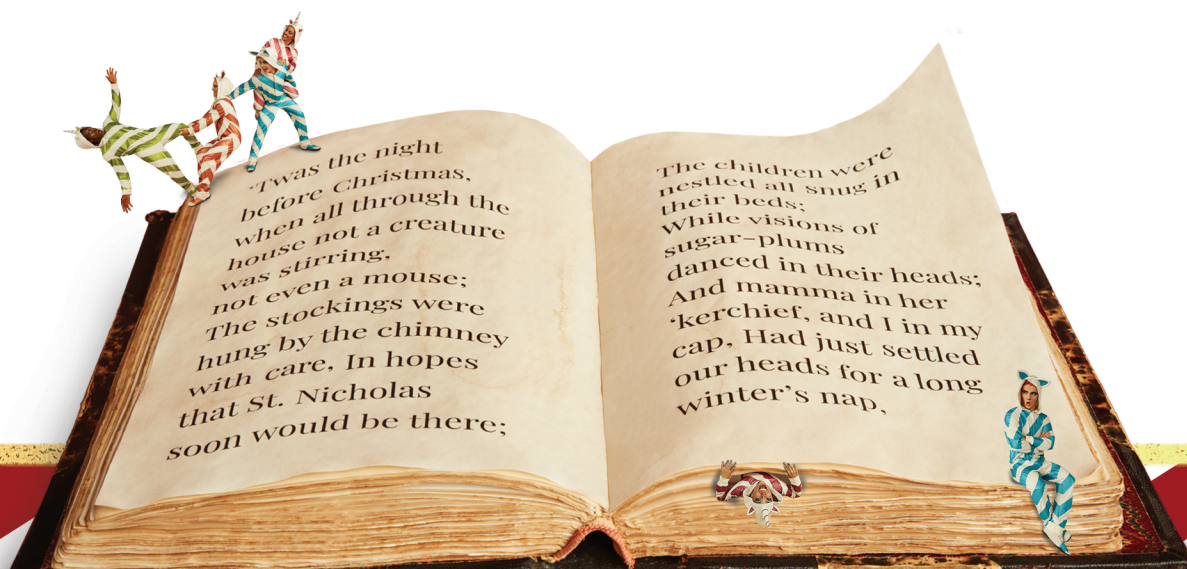 ‘Twas the night
before Christmas,
when all through the
house not a creature
was stirring,
not even a mouse;
The stockings were
hung by the chimney
with care, In hopes
that St. Nicholas
soon would be there;
The children were
nestled all snug in
their beds;
While visions of
sugar-plums
danced in their heads;
And mamma in her
‘kerchief, and I in my
cap, Had just settled
our heads for a long
winter’s nap,